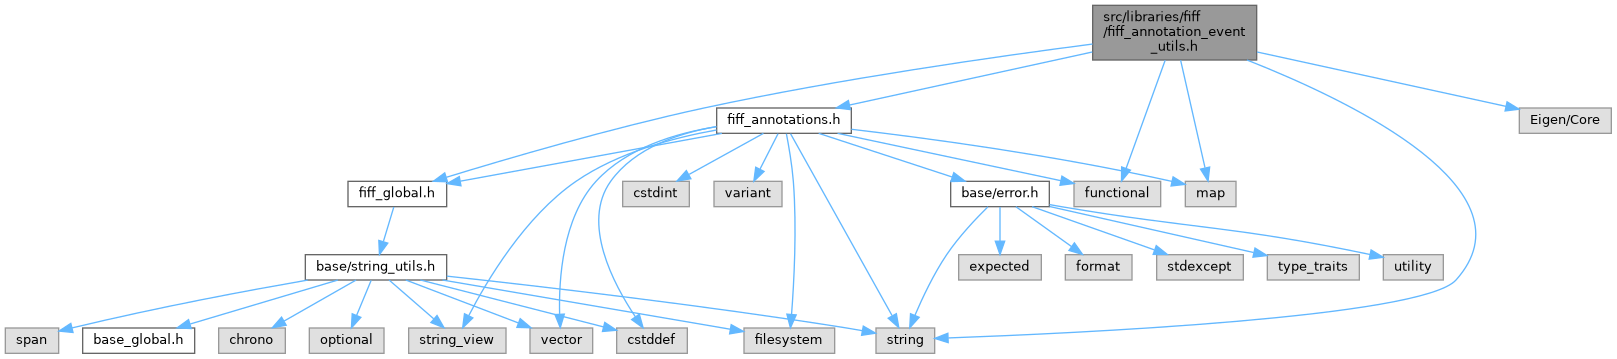 src/libraries/fiff
/fiff_annotation_event
_utils.h
fiff_annotations.h
Eigen/Core
fiff_global.h
cstdint
variant
base/error.h
functional
map
base/string_utils.h
expected
format
stdexcept
type_traits
utility
span
base_global.h
chrono
optional
string_view
vector
cstddef
filesystem
string